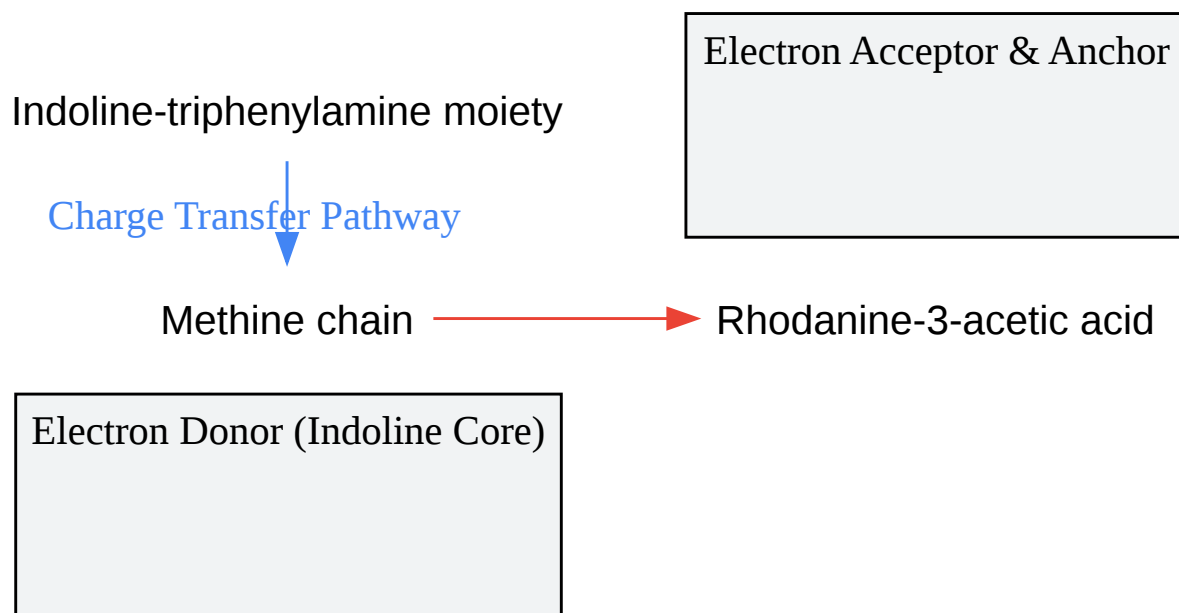 Electron Acceptor & Anchor
Indoline-triphenylamine moiety
Charge Transfer Pathway
Methine chain
Rhodanine-3-acetic acid
Electron Donor (Indoline Core)